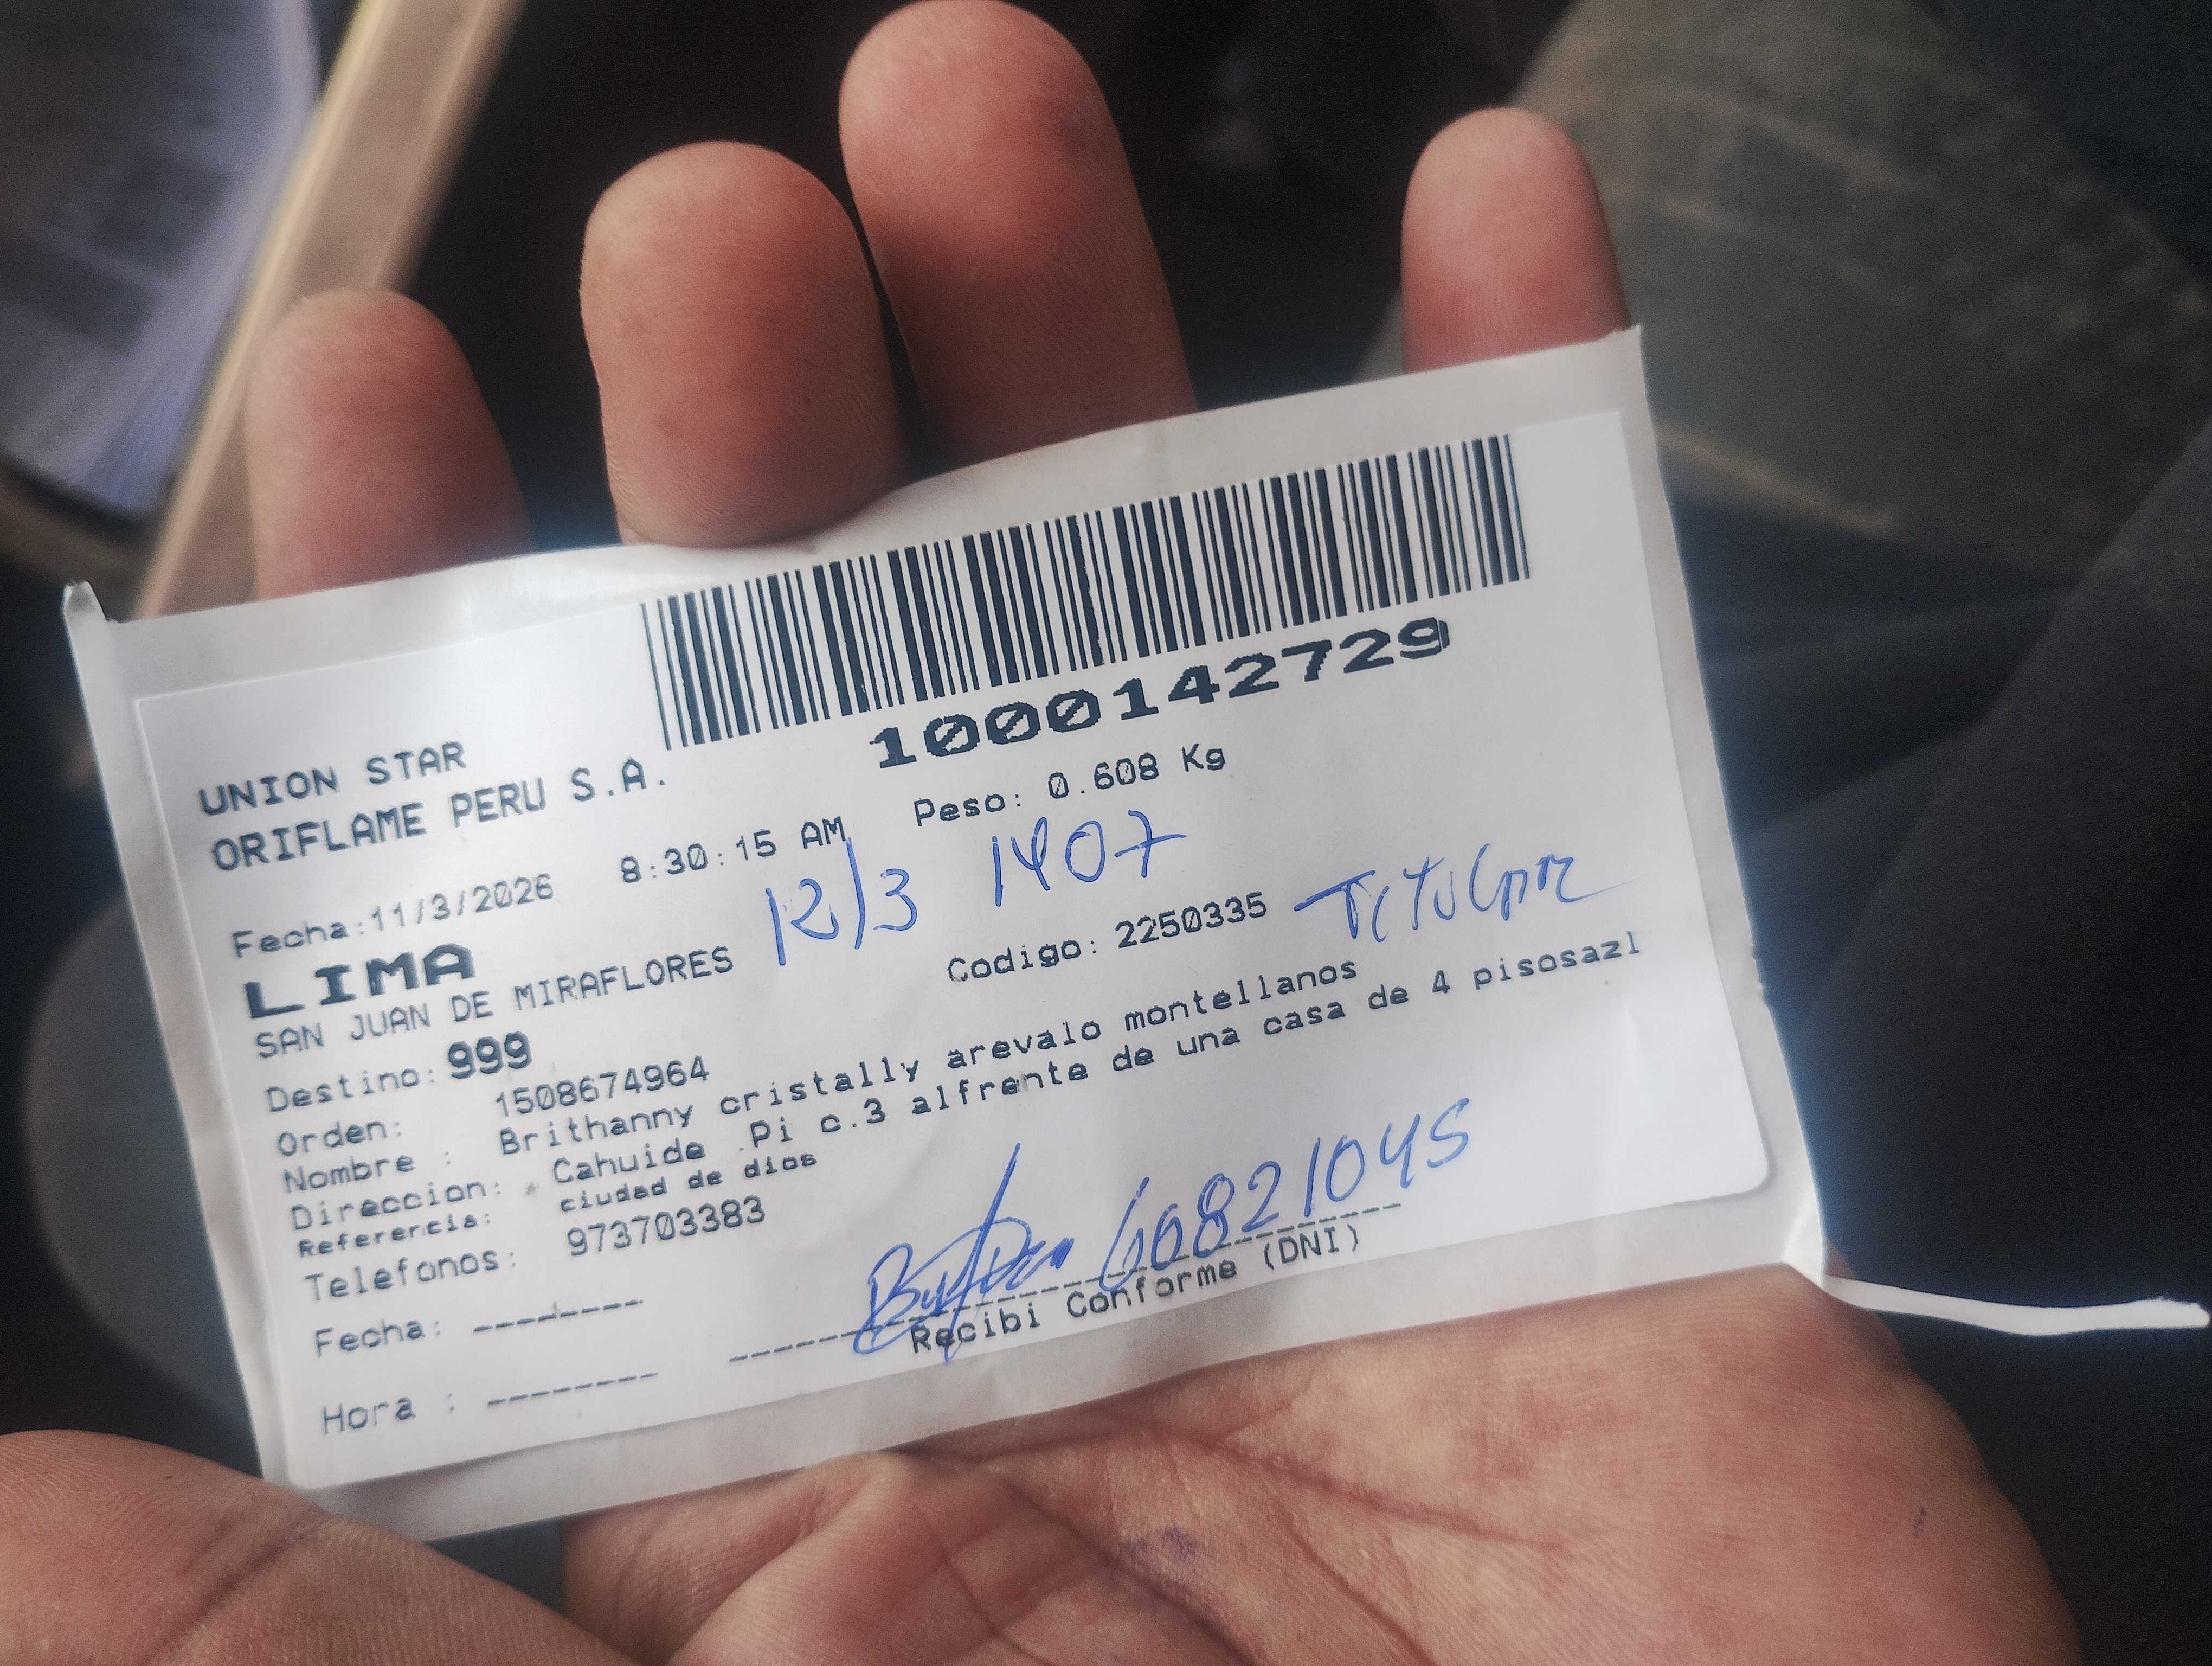 1000142729
UNION STAR
ORIFLAME PERU S.A.
Fecha:11/3/2026 8:30:15 AM Peso: 0.608 Kg
LIMA 12/3 1407
SAN JUAN DE MIRAFLORES Codigo: 2250335 Titular
Destino: 999
Orden: 1508674964
Nombre : Brithanny cristally arevalo montellanos
Direccion: Cahuide .Pi c.3 alfrente de una casa de 4 pisosazl
Referencia: ciudad de dios
Telefonos: 973703383
60821045
Fecha: --------
Recibi Conforme (DNI)
Hora : --------